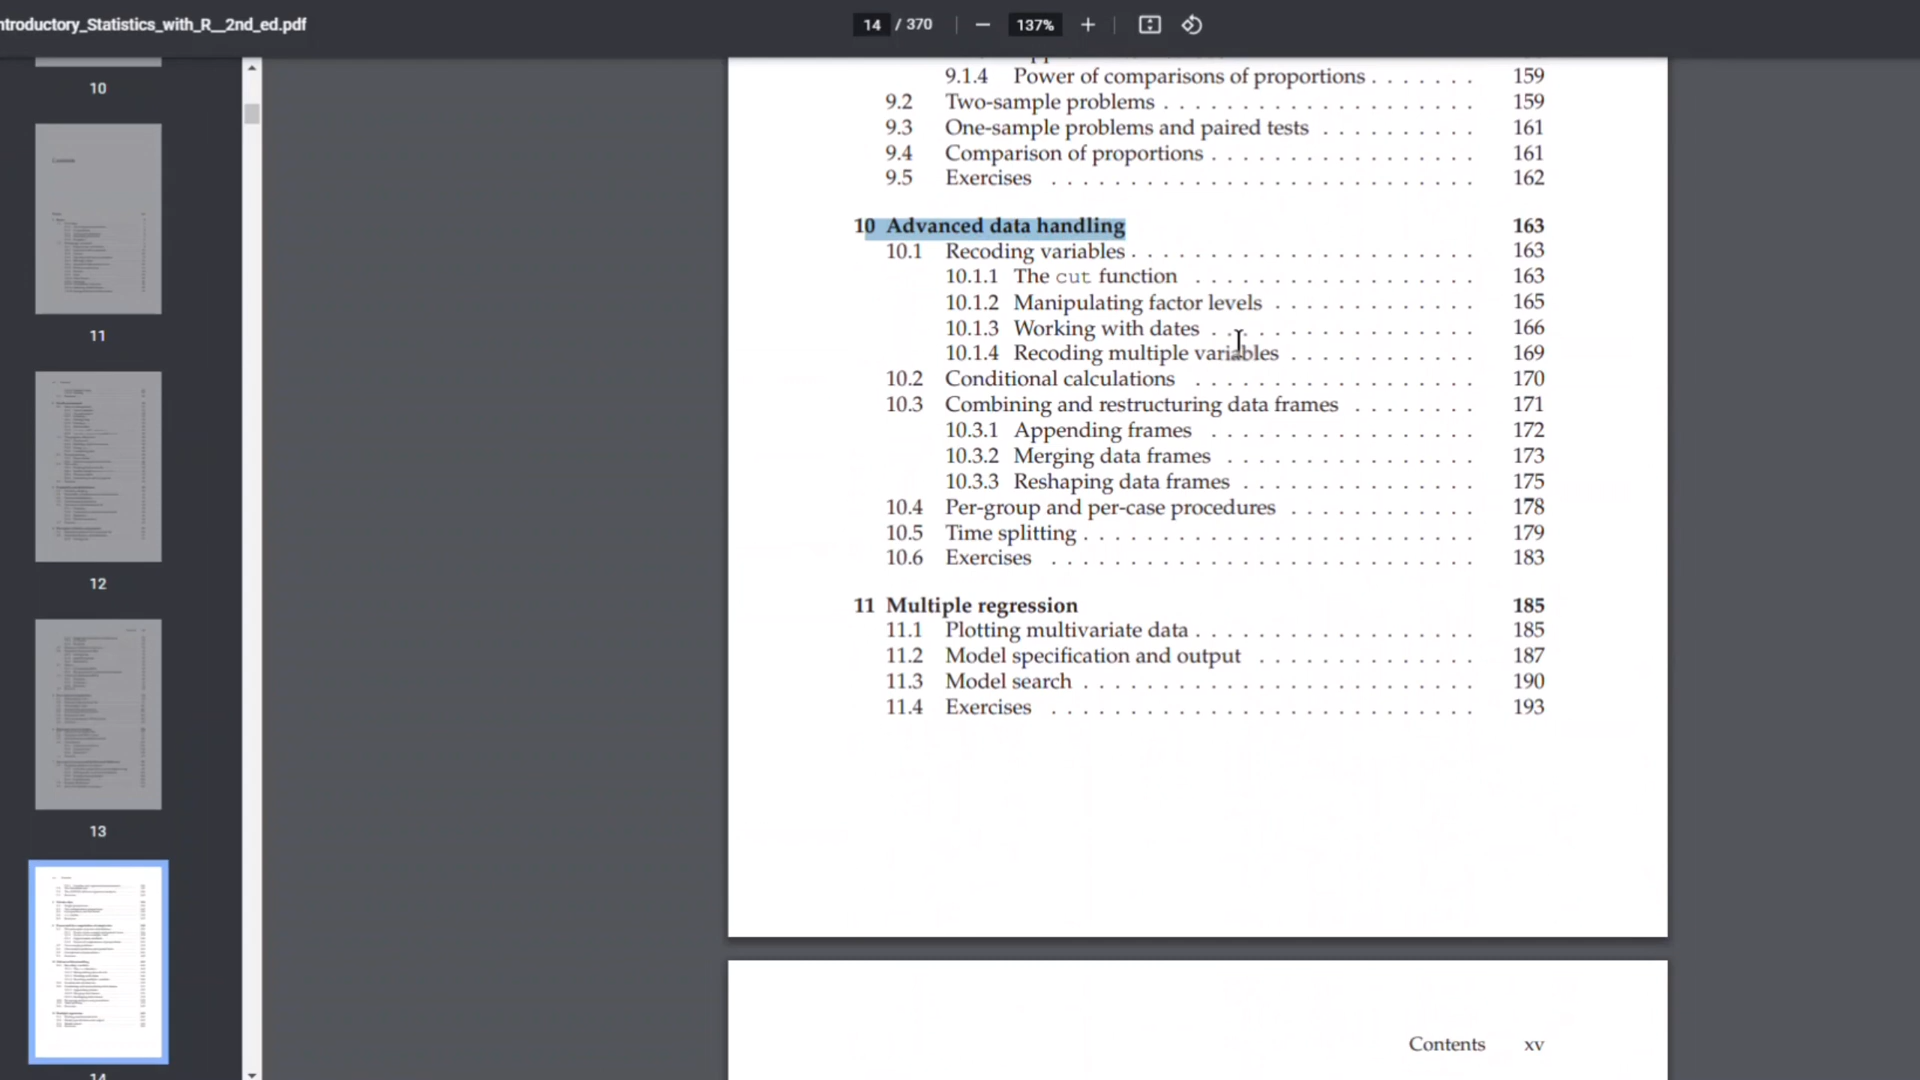 ntroductory_Statistics_with_R__2nd_ed.pdf
14 / 370
137%
10
11
12
13
14
9.1.4 Power of comparisons of proportions . . . . . . . 159
9.2 Two-sample problems . . . . . . . . . . . . . . . . . . 159
9.3 One-sample problems and paired tests . . . . . . . . . . 161
9.4 Comparison of proportions . . . . . . . . . . . . . . . . 161
9.5 Exercises . . . . . . . . . . . . . . . . . . . . . . . . 162
10 Advanced data handling 163
10.1 Recoding variables . . . . . . . . . . . . . . . . . . . 163
10.1.1 The cut function . . . . . . . . . . . . . . . 163
10.1.2 Manipulating factor levels . . . . . . . . . . . 165
10.1.3 Working with dates . . . . . . . . . . . . . . 166
10.1.4 Recoding multiple variables . . . . . . . . . . 169
10.2 Conditional calculations . . . . . . . . . . . . . . . . 170
10.3 Combining and restructuring data frames . . . . . . . . 171
10.3.1 Appending frames . . . . . . . . . . . . . . . 172
10.3.2 Merging data frames . . . . . . . . . . . . . . 173
10.3.3 Reshaping data frames . . . . . . . . . . . . . 175
10.4 Per-group and per-case procedures . . . . . . . . . . . 178
10.5 Time splitting . . . . . . . . . . . . . . . . . . . . . 179
10.6 Exercises . . . . . . . . . . . . . . . . . . . . . . . 183
11 Multiple regression 185
11.1 Plotting multivariate data . . . . . . . . . . . . . . . 185
11.2 Model specification and output . . . . . . . . . . . . . 187
11.3 Model search . . . . . . . . . . . . . . . . . . . . . . 190
11.4 Exercises . . . . . . . . . . . . . . . . . . . . . . . 193
Contents xv